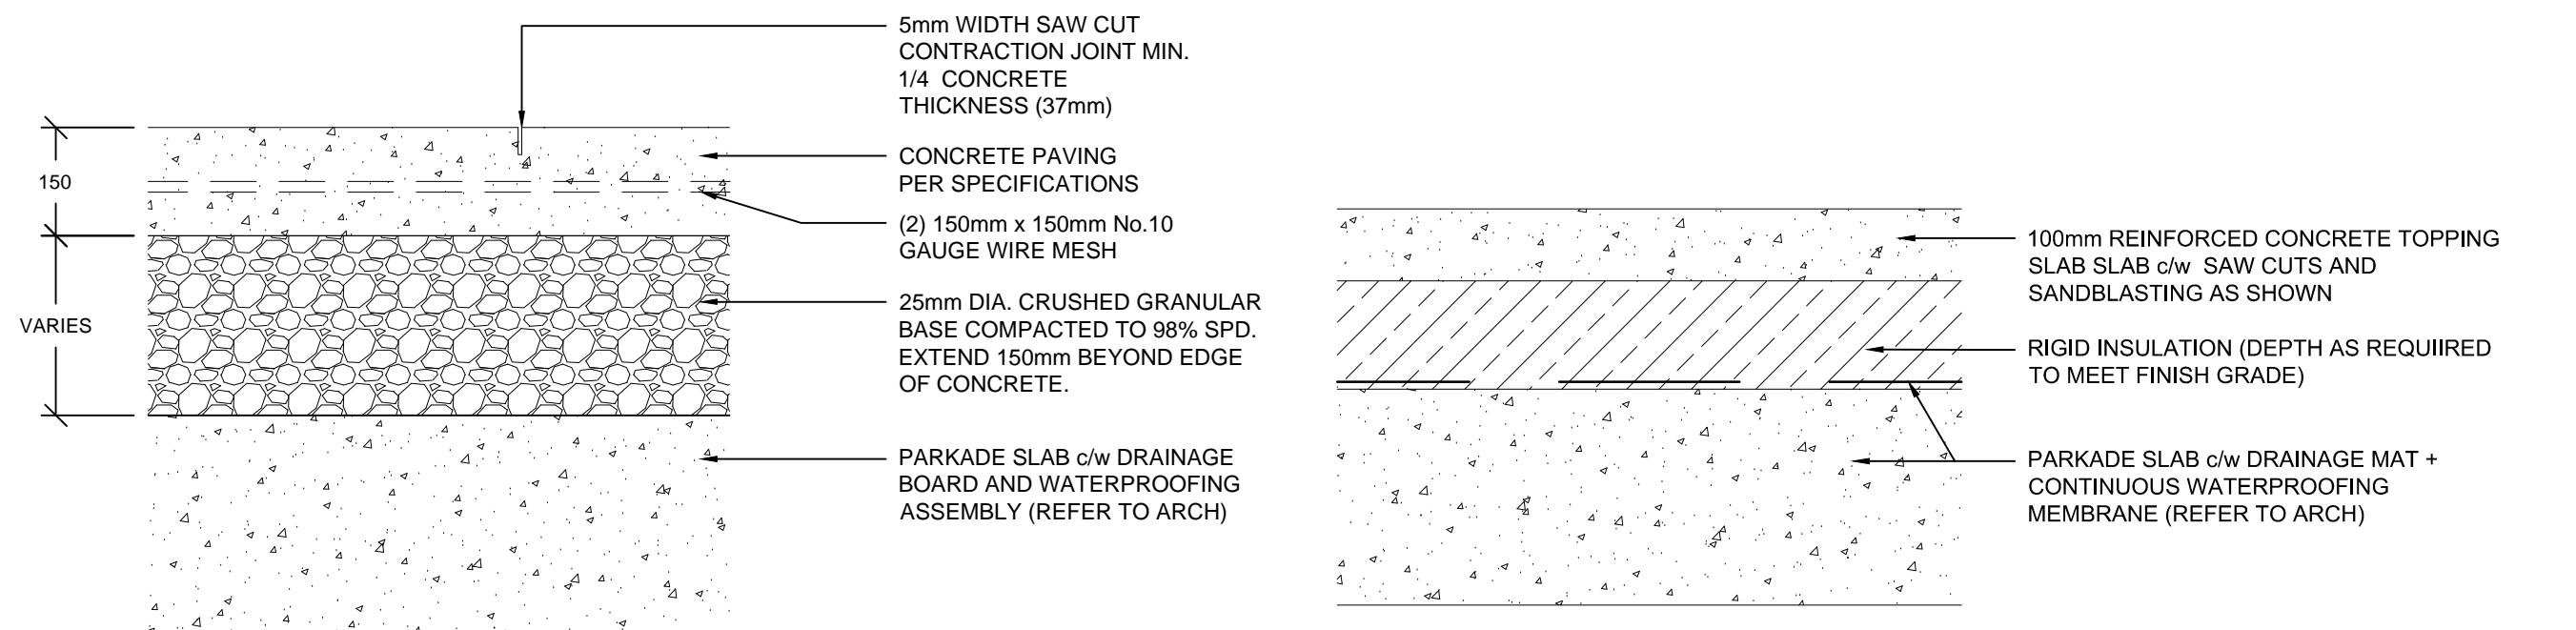 5mm WIDTH SAW CUT
CONTRACTION JOINT MIN.
1/4 CONCRETE
THICKNESS (37mm)
CONCRETE PAVING
PER SPECIFICATIONS
150
(2) 150mm x 150mm No.10
GAUGE WIRE MESH
25mm DIA. CRUSHED GRANULAR
BASE COMPACTED TO 98% SPD.
EXTEND 150mm BEYOND EDGE
OF CONCRETE.
VARIES
PARKADE SLAB c/w DRAINAGE
BOARD AND WATERPROOFING
ASSEMBLY (REFER TO ARCH)
100mm REINFORCED CONCRETE TOPPING
SLAB SLAB c/w SAW CUTS AND
SANDBLASTING AS SHOWN
RIGID INSULATION (DEPTH AS REQUIIRED
TO MEET FINISH GRADE)
PARKADE SLAB c/w DRAINAGE MAT +
CONTINUOUS WATERPROOFING
MEMBRANE (REFER TO ARCH)